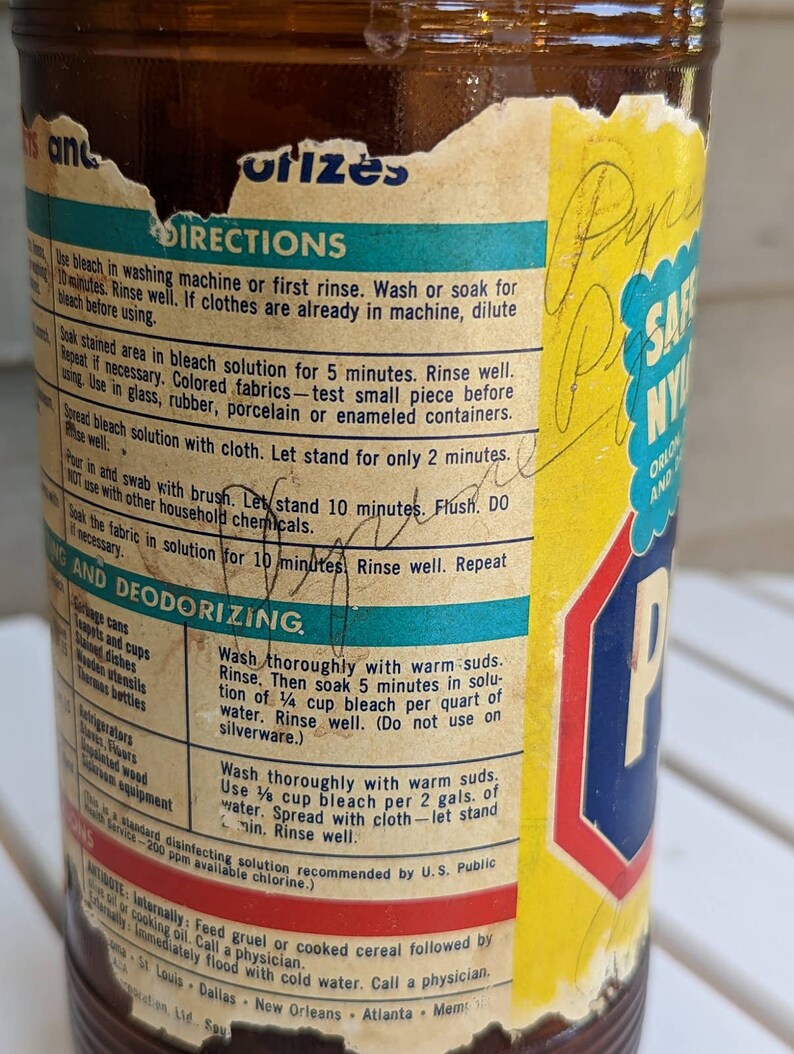 and
orizes
DIRECTIONS
Use bleach in washing machine or first rinse. Wash or soak for
10 minutes. Rinse well. If clothes are already in machine, dilute
bleach before using.
Soak stained area in bleach solution for 5 minutes. Rinse well.
Repeat if necessary. Colored fabrics—test small piece before
using. Use in glass, rubber, porcelain or enameled containers.
Spread bleach solution with cloth. Let stand for only 2 minutes.
Rinse well.
Pour in and swab with brush. Let stand 10 minutes. Flush. DO
NOT use with other household chemicals.
Soak the fabric in solution for 10 minutes. Rinse well. Repeat
if necessary.
AND DEODORIZING
Garbage cans
Teapots and cups
Stained dishes
Wooden utensils
Thermos bottles
Wash thoroughly with warm suds.
Rinse. Then soak 5 minutes in solu-
tion of ¼ cup bleach per quart of
water. Rinse well. (Do not use on
silverware.)
Refrigerators
Stoves, Floors
Unpainted wood
Sickroom equipment
Wash thoroughly with warm suds.
Use ⅛ cup bleach per 2 gals. of
water. Spread with cloth—let stand
min. Rinse well.
(This is a standard disinfecting solution recommended by U.S. Public
Health Service—200 ppm available chlorine.)
ANTIDOTE: Internally: Feed gruel or cooked cereal followed by
olive oil or cooking oil. Call a physician.
Externally: Immediately flood with cold water. Call a physician.
St. Louis • Dallas • New Orleans • Atlanta • Mem
Ltd.
SAFE
NY
ORLON
AND
P